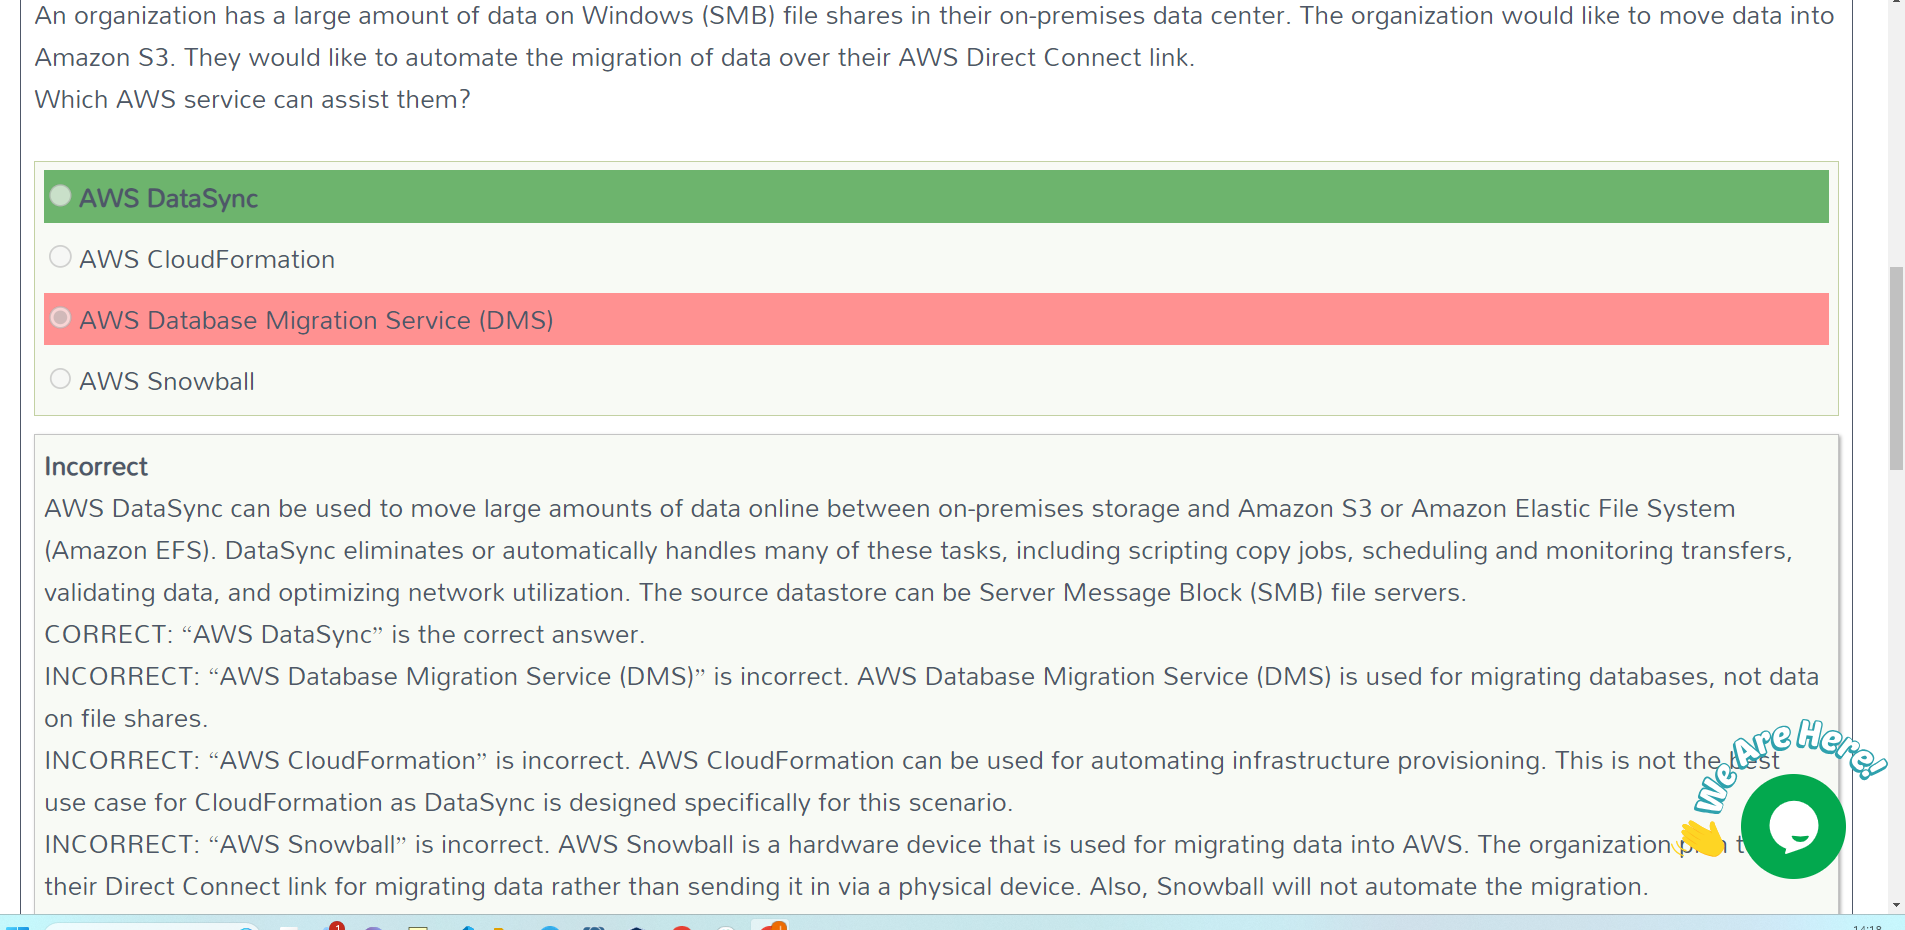 An organization has a large amount of data on Windows (SMB) file shares in their on-premises data center. The organization would like to move data into
Amazon S3. They would like to automate the migration of data over their AWS Direct Connect link.
Which AWS service can assist them?
AWS DataSync
AWS CloudFormation
AWS Database Migration Service (DMS)
AWS Snowball
Incorrect
AWS DataSync can be used to move large amounts of data online between on-premises storage and Amazon S3 or Amazon Elastic File System
(Amazon EFS). DataSync eliminates or automatically handles many of these tasks, including scripting copy jobs, scheduling and monitoring transfers,
validating data, and optimizing network utilization. The source datastore can be Server Message Block (SMB) file servers.
CORRECT: “AWS DataSync” is the correct answer.
INCORRECT: “AWS Database Migration Service (DMS)” is incorrect. AWS Database Migration Service (DMS) is used for migrating databases, not data
on file shares.
INCORRECT: “AWS CloudFormation” is incorrect. AWS CloudFormation can be used for automating infrastructure provisioning. This is not the best
use case for CloudFormation as DataSync is designed specifically for this scenario.
INCORRECT: “AWS Snowball” is incorrect. AWS Snowball is a hardware device that is used for migrating data into AWS. The organization
their Direct Connect link for migrating data rather than sending it in via a physical device. Also, Snowball will not automate the migration.
We Are Here!
1